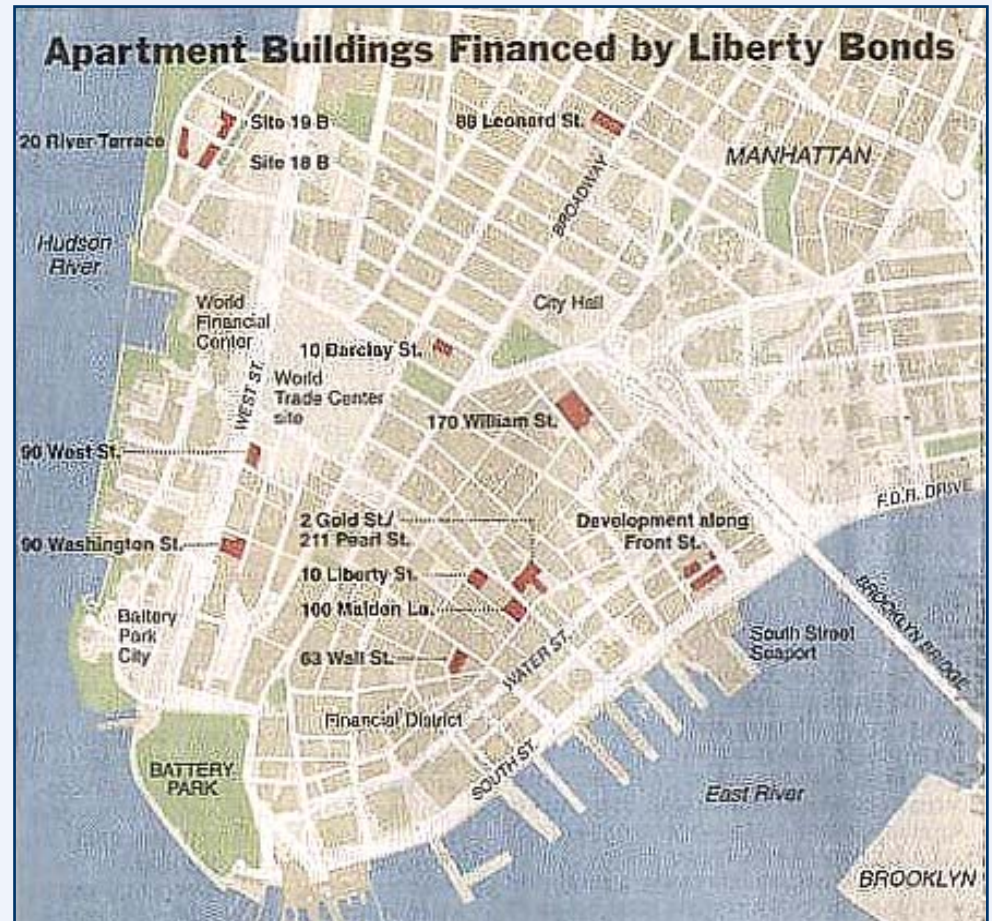 Apartment Buildings Financed by Liberty Bonds
Site 19 B
88 Leonard St.
20 River Terrace
Site 18 B
MANHATTAN
BROADWAY
Hudson
River
City Hall
World
Financial
Center
10 Barclay St.
WEST ST.
World
Trade Center
site
170 William St.
90 West St.
F.D.R. DRIVE
2 Gold St./
211 Pearl St.
Development along
Front St.
90 Washington St.
10 Liberty St.
BROOKLYN BRIDGE
100 Maiden La.
Battery
Park
City
South Street
Seaport
WATER ST.
63 Wall St.
Financial District
SOUTH ST.
BATTERY
PARK
East River
BROOKLYN